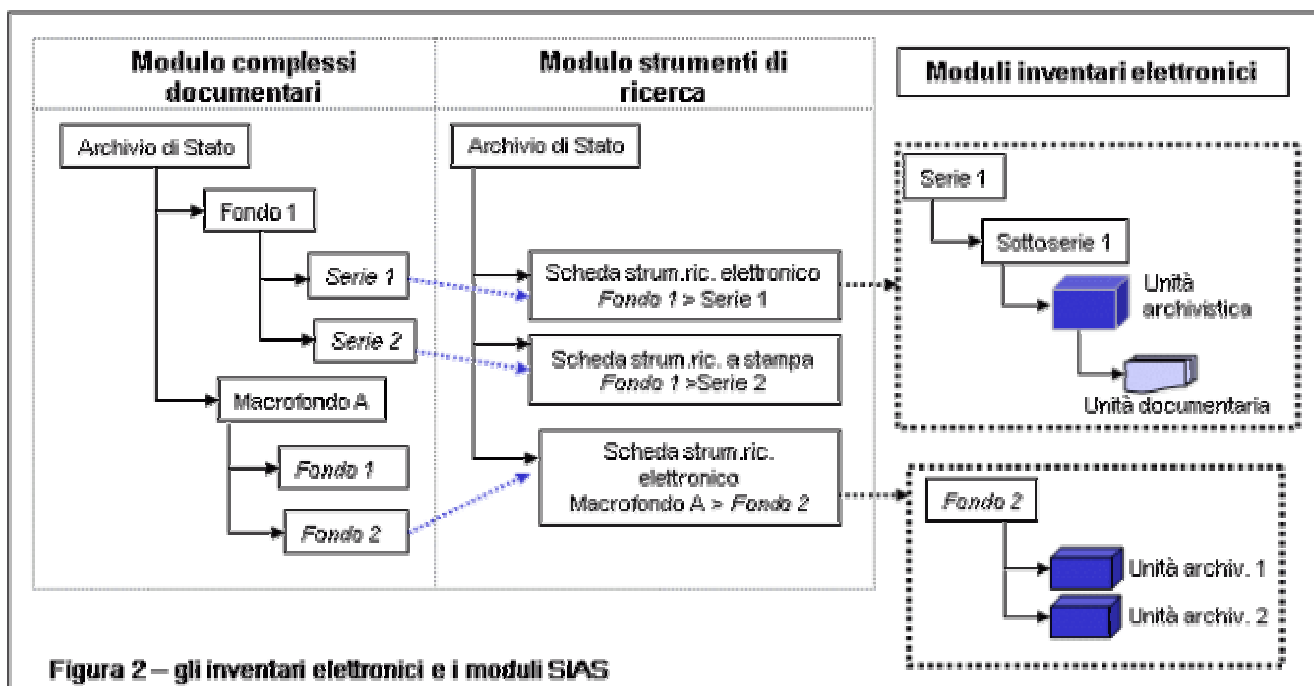 Modulo complessi
documentari
Archivio di Stato
Fondo 1
Serie 1
Serie 2
Macrofondo A
Fondo 1
Fondo 2
Modulo strumenti di
ricerca
Archivio di Stato
Scheda strum.ric. elettronico
Fondo 1 > Serie 1
Scheda strum.ric. a stampa
Fondo 1 >Serie 2
Scheda strum.ric.
elettronico
Macrofondo A > Fondo 2
Moduli inventari elettronici
Serie 1
Sottoserie 1
Unità
archivistica
Unità documentaria
Fondo 2
Unità archiv. 1
Unità archiv. 2
Figura 2 – gli inventari elettronici e i moduli SIAS